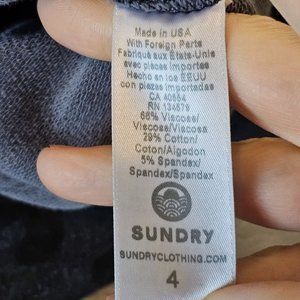 Made in USA
With Foreign Parts
Fabriqué aux États-Unis
avec pièces importées
Hecho en los EEUU
con piezas importadas
CA 40654
RN 134579
66% Viscose/
Viscose/Viscosa
29% Cotton/
Coton/Algodon
5% Spandex/
Spandex/Spandex
SUNDRY
SUNDRYCLOTHING.COM
4